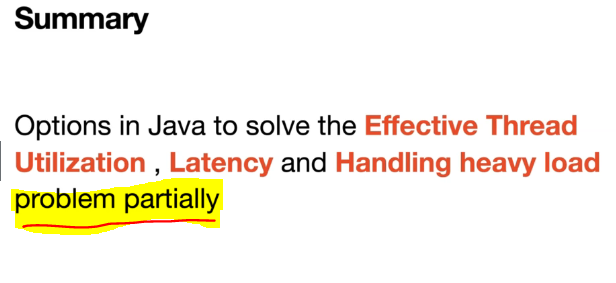 Summary
Options in Java to solve the Effective Thread
Utilization , Latency and Handling heavy load
problem partially